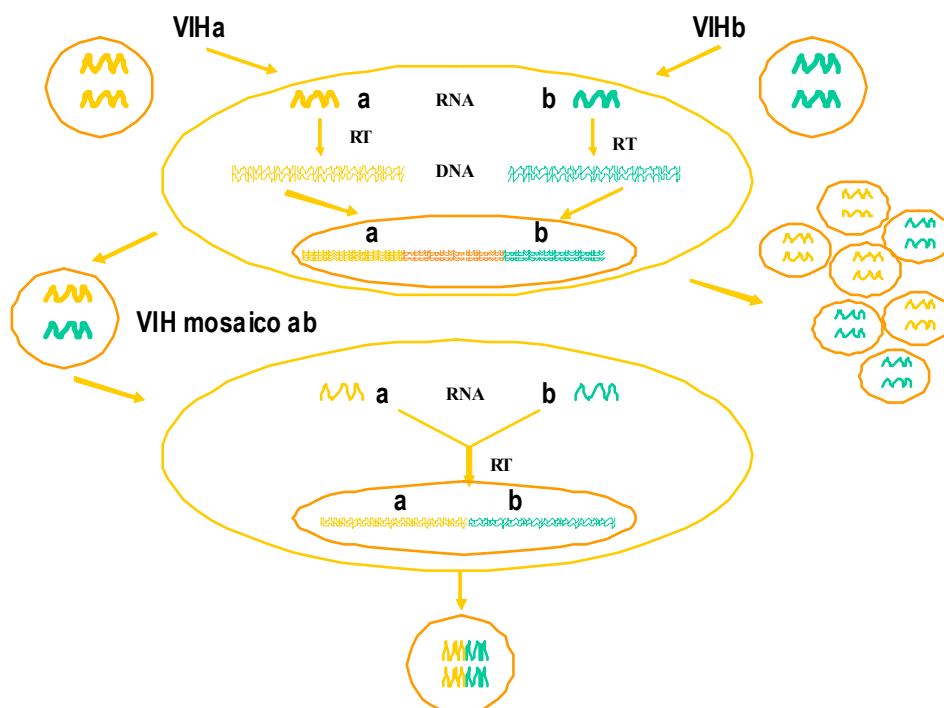 VIHa
VIHb
a RNA b
RT RT
DNA
a b
VIH mosaico ab
a RNA b
RT
a b